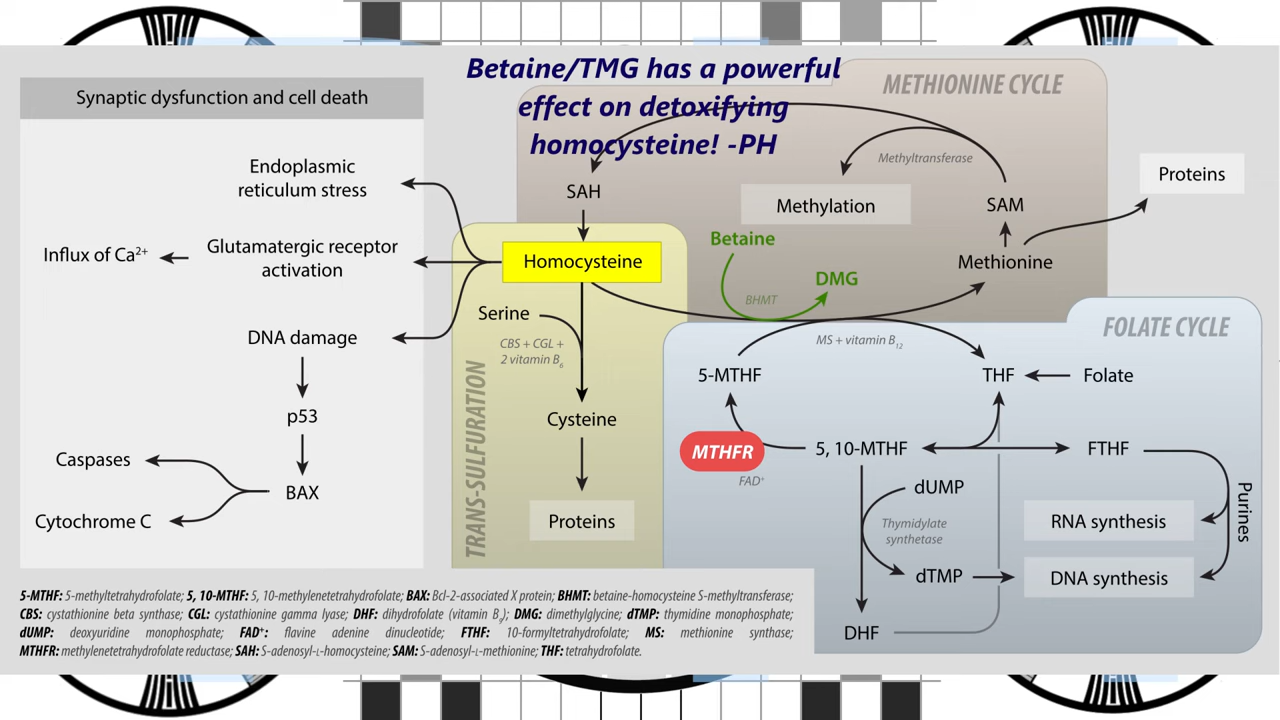 Betaine/TMG has a powerful
effect on detoxifying
homocysteine! -PH
METHIONINE CYCLE
Synaptic dysfunction and cell death
Endoplasmic
reticulum stress
Influx of Ca²⁺
Glutamatergic receptor
activation
DNA damage
p53
BAX
Caspases
Cytochrome C
SAH
Homocysteine
Methyltransferase
Methylation
SAM
Methionine
Proteins
Betaine
DMG
BHMT
Serine
CBS + CGL +
2 vitamin B₆
Cysteine
Proteins
TRANS-SULFURATION
FOLATE CYCLE
MS + vitamin B₁₂
5-MTHF
THF
Folate
MTHFR
FAD⁺
5, 10-MTHF
FTHF
dUMP
Thymidylate
synthetase
dTMP
RNA synthesis
DNA synthesis
Purines
DHF
5-MTHF: 5-methyltetrahydrofolate; 5, 10-MTHF: 5, 10-methylenetetrahydrofolate; BAX: Bcl-2-associated X protein; BHMT: betaine-homocysteine S-methyltransferase;
CBS: cystathionine beta synthase; CGL: cystathionine gamma lyase; DHF: dihydrofolate (vitamin B₉); DMG: dimethylglycine; dTMP: thymidine monophosphate;
dUMP: deoxyuridine monophosphate; FAD⁺: flavine adenine dinucleotide; FTHF: 10-formyltetrahydrofolate; MS: methionine synthase;
MTHFR: methylenetetrahydrofolate reductase; SAH: S-adenosyl-L-homocysteine; SAM: S-adenosyl-L-methionine; THF: tetrahydrofolate.